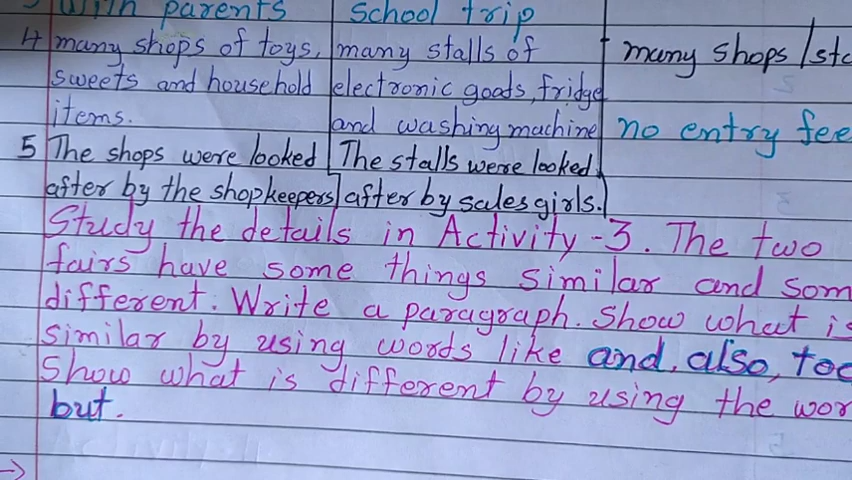 with parents school trip
4 many shops of toys, many stalls of many shops /
sweets and household electronic goods, fridge
items. and washing machine no entry fee
5 The shops were looked The stalls were looked
after by the shopkeepers after by sales girls.
Study the details in Activity -3. The two
fairs have some things similar and som
different. Write a paragraph. Show what is
similar by using words like and, also, too
Show what is different by using the wor
but.
→